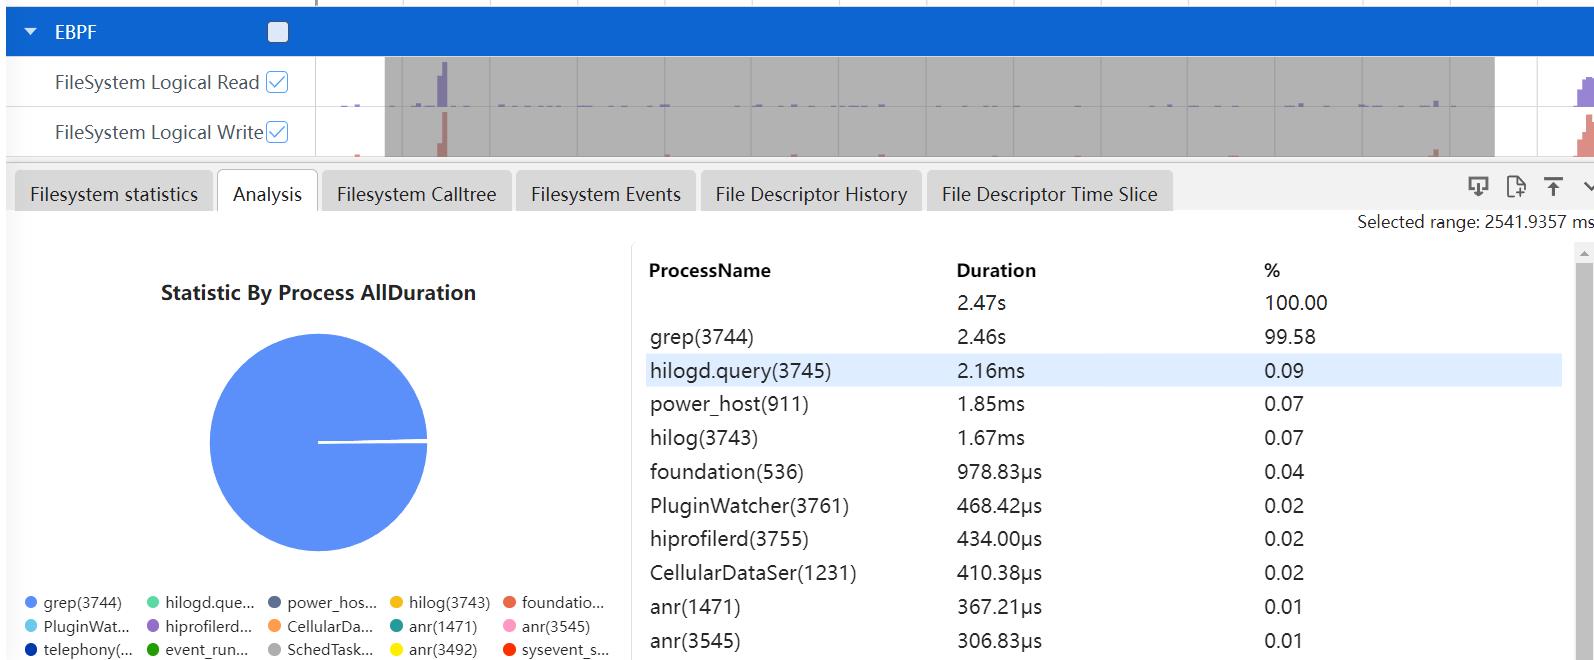 EBPF
FileSystem Logical Read
FileSystem Logical Write
Filesystem statistics Analysis Filesystem Calltree Filesystem Events File Descriptor History File Descriptor Time Slice
Selected range: 2541.9357 ms
Statistic By Process AllDuration
ProcessName Duration %
2.47s 100.00
grep(3744) 2.46s 99.58
hilogd.query(3745) 2.16ms 0.09
power_host(911) 1.85ms 0.07
hilog(3743) 1.67ms 0.07
foundation(536) 978.83μs 0.04
PluginWatcher(3761) 468.42μs 0.02
hiprofilerd(3755) 434.00μs 0.02
CellularDataSer(1231) 410.38μs 0.02
anr(1471) 367.21μs 0.01
anr(3545) 306.83μs 0.01
grep(3744) hilogd.que... power_hos... hilog(3743) foundatio...
PluginWat... hiprofilerd... CellularDa... anr(1471) anr(3545)
telephony(... event_run... SchedTask... anr(3492) sysevent_s...